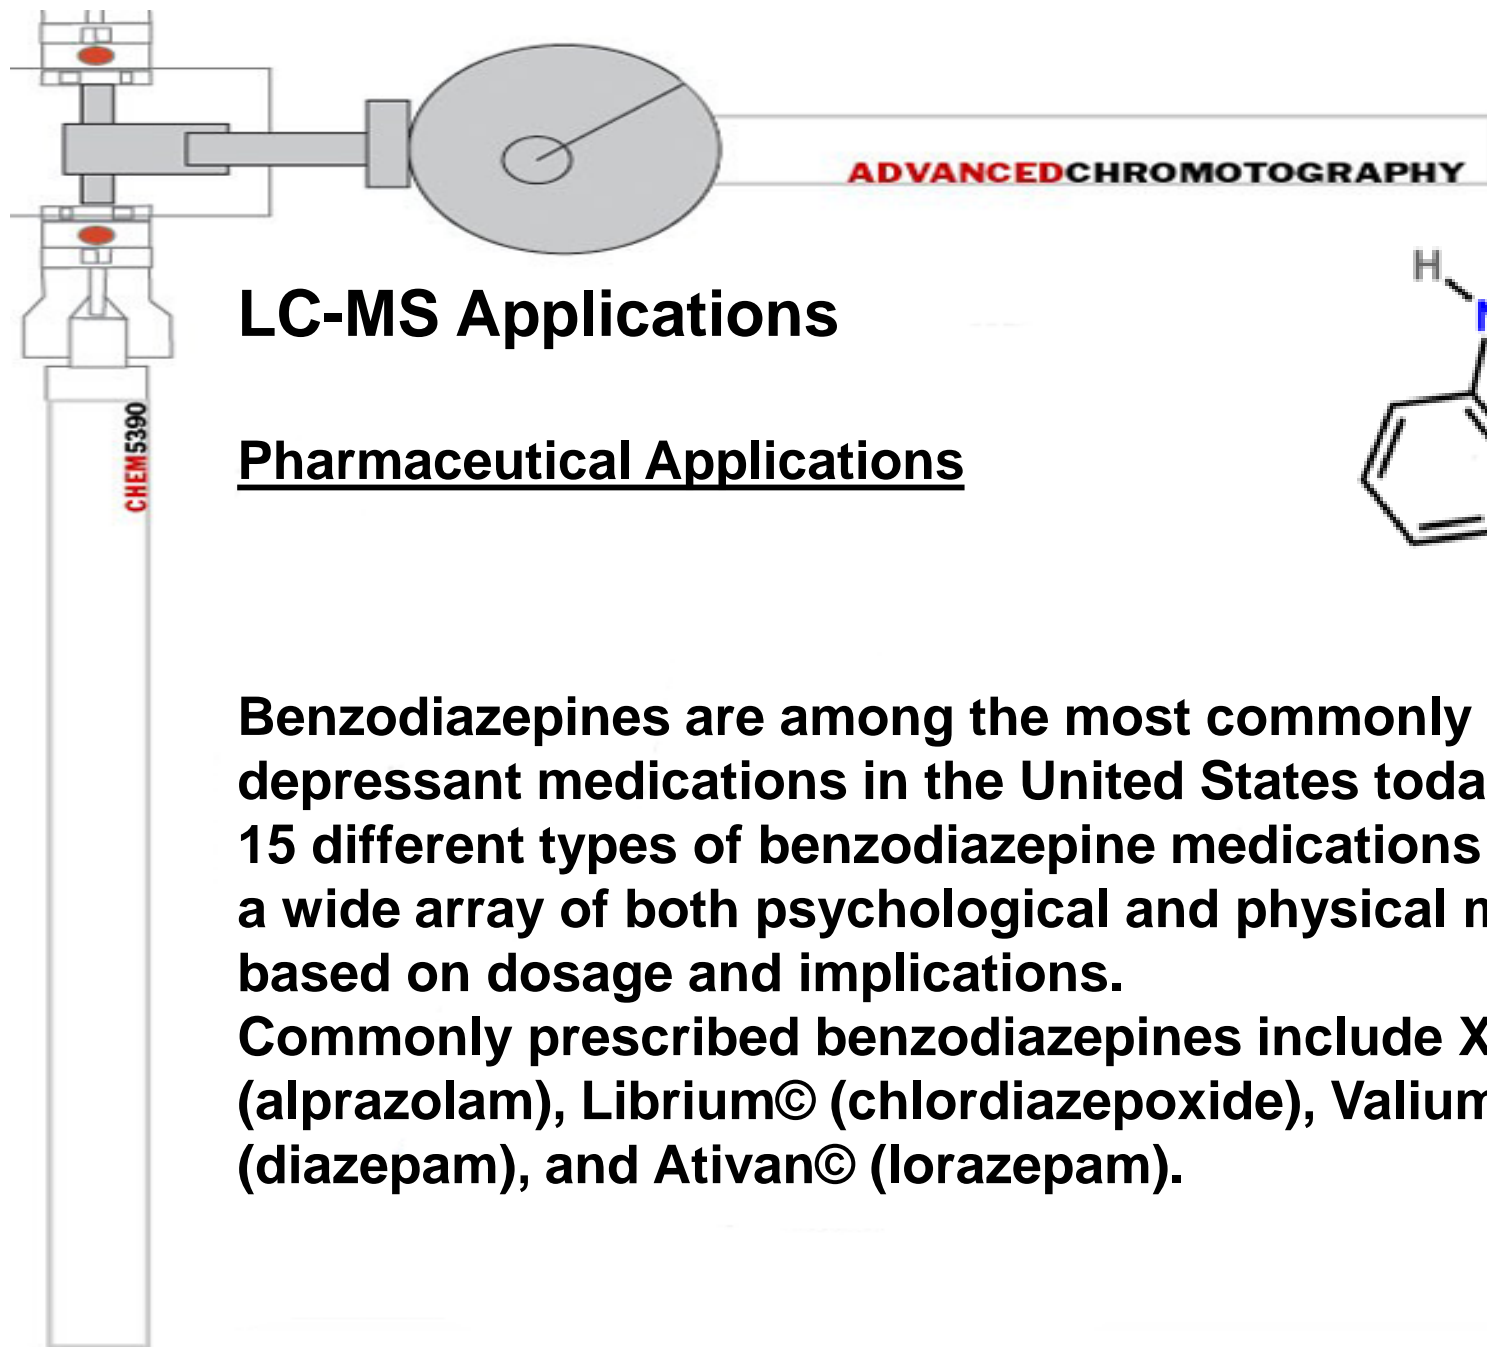 ADVANCEDCHROMOTOGRAPHY
H
N
LC-MS Applications
CHEM5390
Pharmaceutical Applications
Benzodiazepines are among the most commonly
depressant medications in the United States toda
15 different types of benzodiazepine medications
a wide array of both psychological and physical
based on dosage and implications.
Commonly prescribed benzodiazepines include X
(alprazolam), Librium© (chlordiazepoxide), Valium
(diazepam), and Ativan© (lorazepam).